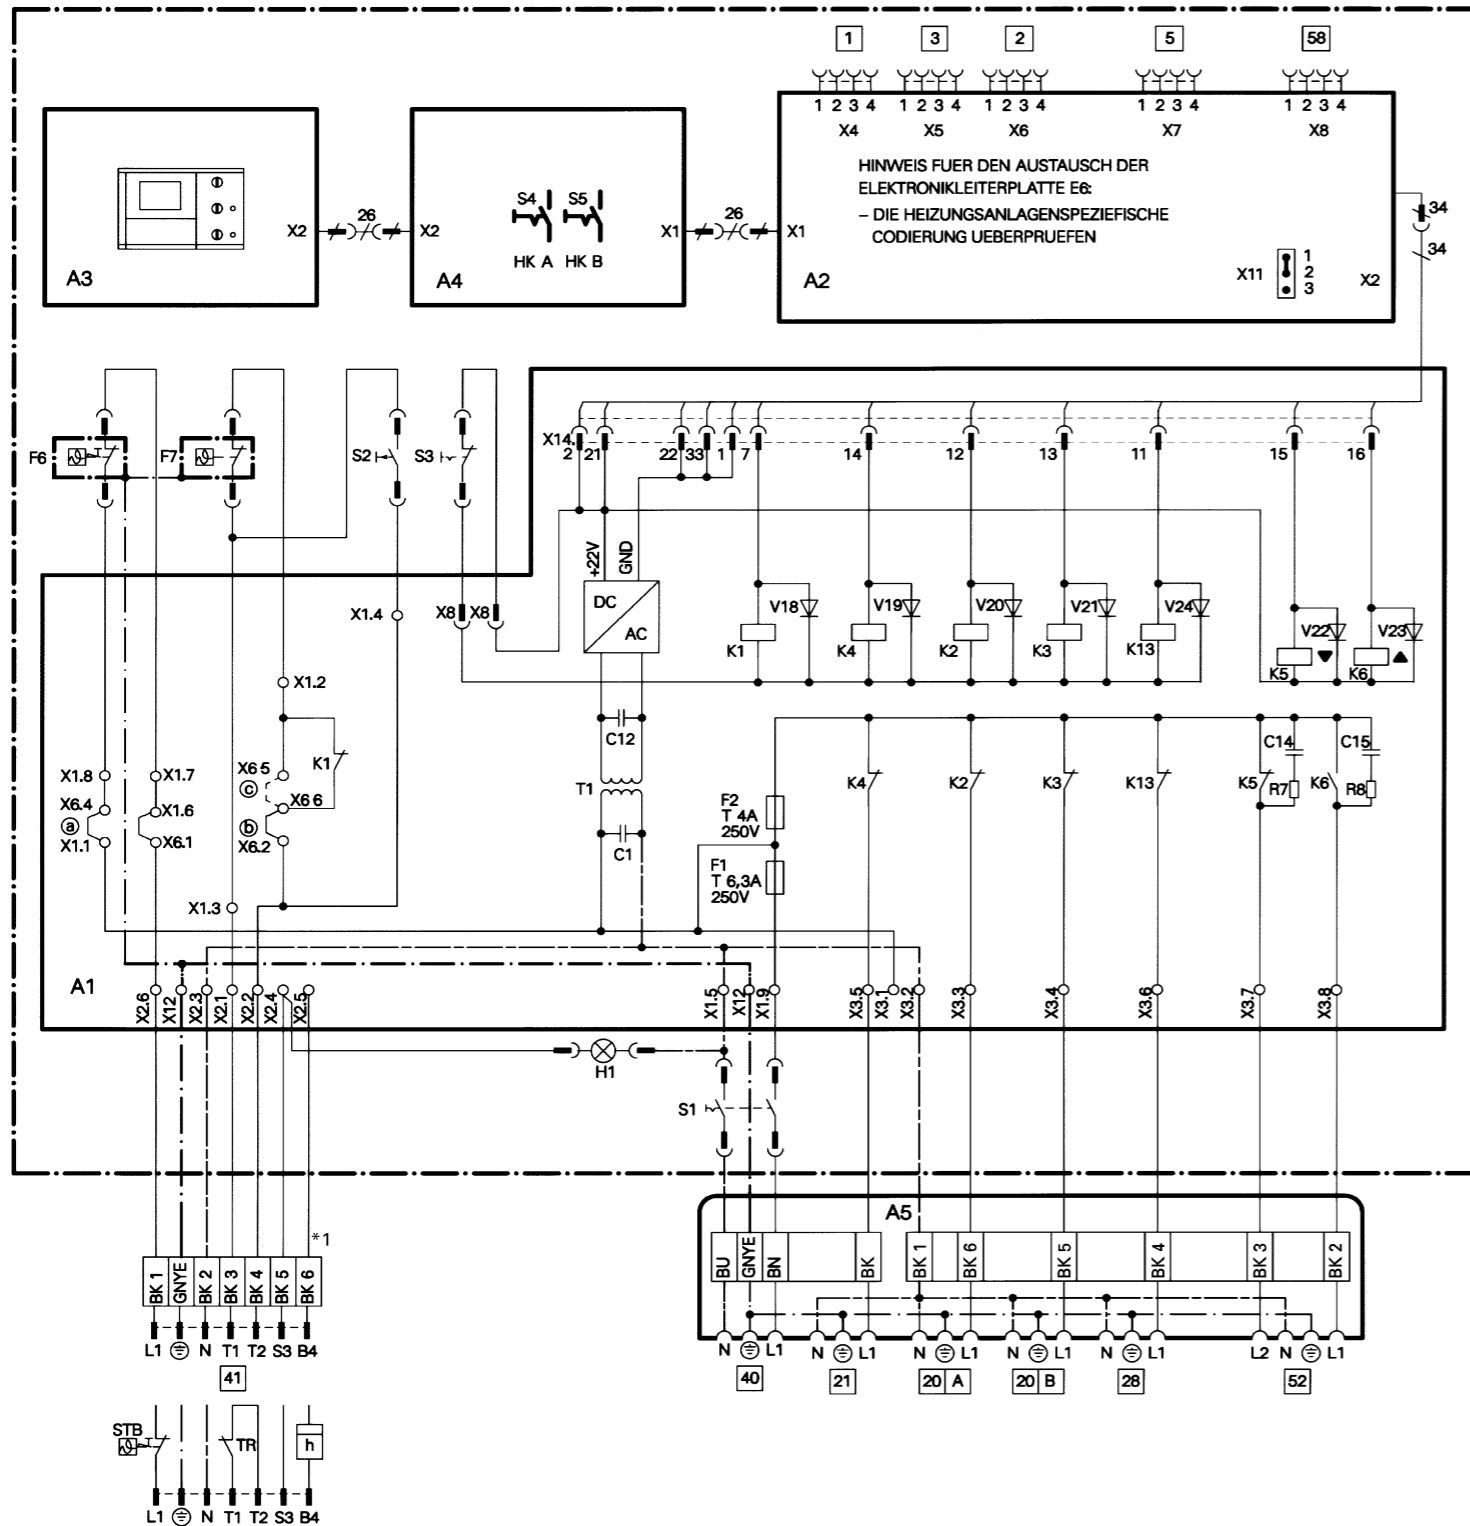 1 3 2 5 58
1 2 3 4 1 2 3 4 1 2 3 4 1 2 3 4 1 2 3 4
X4 X5 X6 X7 X8
HINWEIS FUER DEN AUSTAUSCH DER
ELEKTRONIKLEITERPLATTE E6:
– DIE HEIZUNGSANLAGENSPEZIEFISCHE
CODIERUNG UEBERPRUEFEN
S4 S5
HK A HK B
X2 26 X2 X1 26 X1
A3 A4 A2
X11 1 2 3 X2
34
34
F6 F7 S2 S3
X14. 2 21 22 33 1 7 14 12 13 11 15 16
+22V GND
DC
AC
X1.4 X8 X8
V18 V19 V20 V21 V24 V22 V23
K1 K4 K2 K3 K13 K5 K6
X1.2
C12
K1
T1
X1.8 X1.7 X6 5
c
X6.4 X1.6 X6 6
a b
X1.1 X6.1 X6.2
C1
F2
T 4A
250V
F1
T 6,3A
250V
K4 K2 K3 K13 K5 C14 R7 K6 C15 R8
X1.3
A1
X2.6 X12 X2.3 X2.1 X2.2 X2.4 X2.5 X1.5 X12 X1.9 X3.5 X3.1 X3.2 X3.3 X3.4 X3.6 X3.7 X3.8
H1
S1
A5
*1
BK 1 GNYE BK 2 BK 3 BK 4 BK 5 BK 6
BU GNYE BN BK BK 1 BK 6 BK 5 BK 4 BK 3 BK 2
L1 N T1 T2 S3 B4
N L1 N L1 N L1 N L1 N L1 L2 N L1
41
40 21 20 A 20 B 28 52
STB TR h
L1 N T1 T2 S3 B4